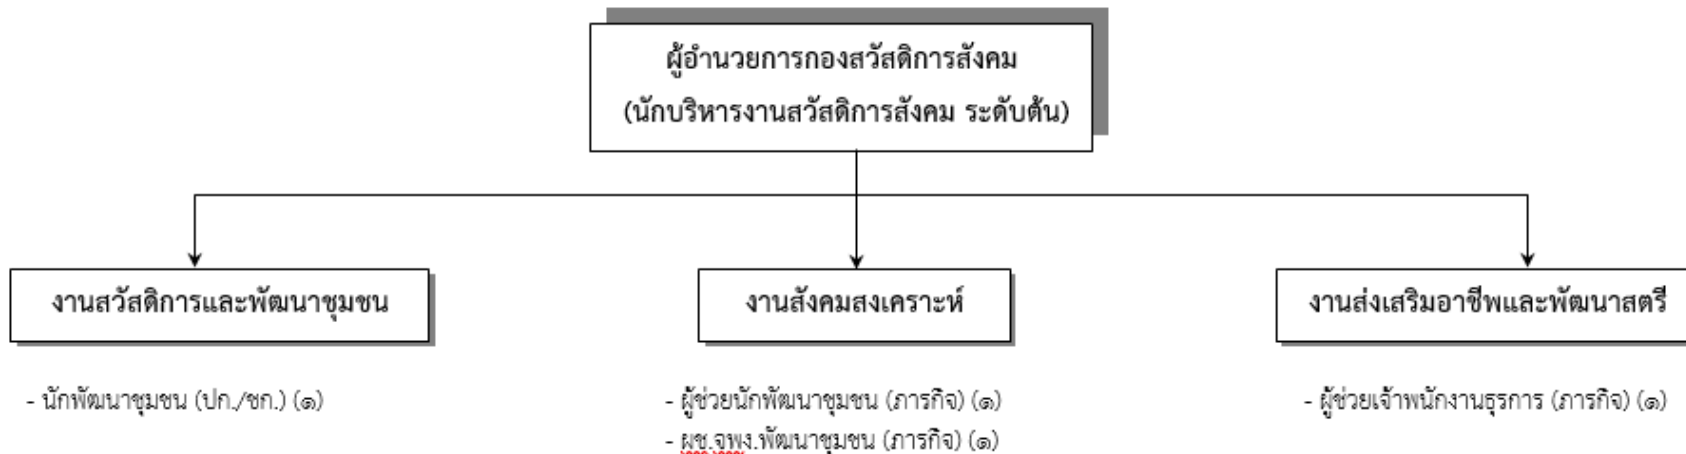 ผู้อำนวยการกองสวัสดิการสังคม
(นักบริหารงานสวัสดิการสังคม ระดับต้น)
งานสวัสดิการและพัฒนาชุมชน
งานสังคมสงเคราะห์
งานส่งเสริมอาชีพและพัฒนาสตรี
- นักพัฒนาชุมชน (ปก./ชก.) (๑)
- ผู้ช่วยนักพัฒนาชุมชน (ภารกิจ) (๑)
- ผช.จพง.พัฒนาชุมชน (ภารกิจ) (๑)
- ผู้ช่วยเจ้าพนักงานธุรการ (ภารกิจ) (๑)